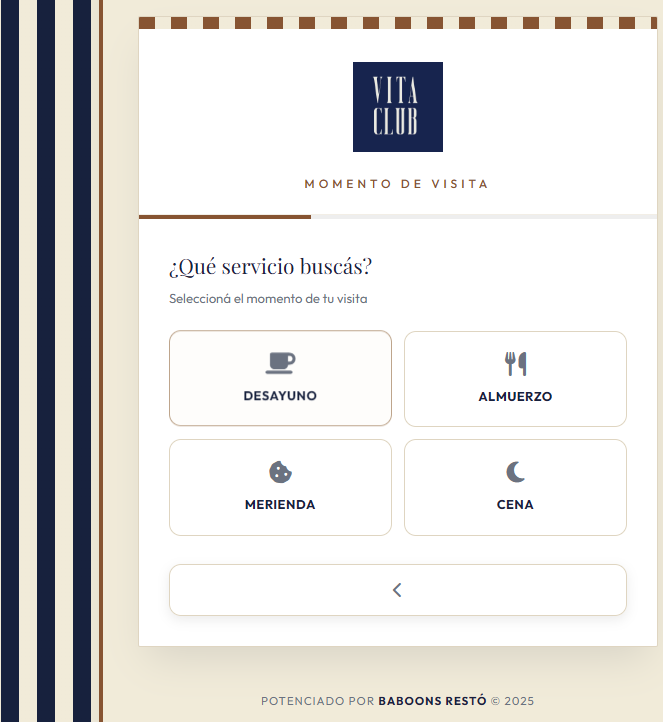 VITA
CLUB
MOMENTO DE VISITA
¿Qué servicio buscás?
Seleccioná el momento de tu visita
DESAYUNO
ALMUERZO
MERIENDA
CENA
POTENCIADO POR BABOONS RESTÓ © 2025